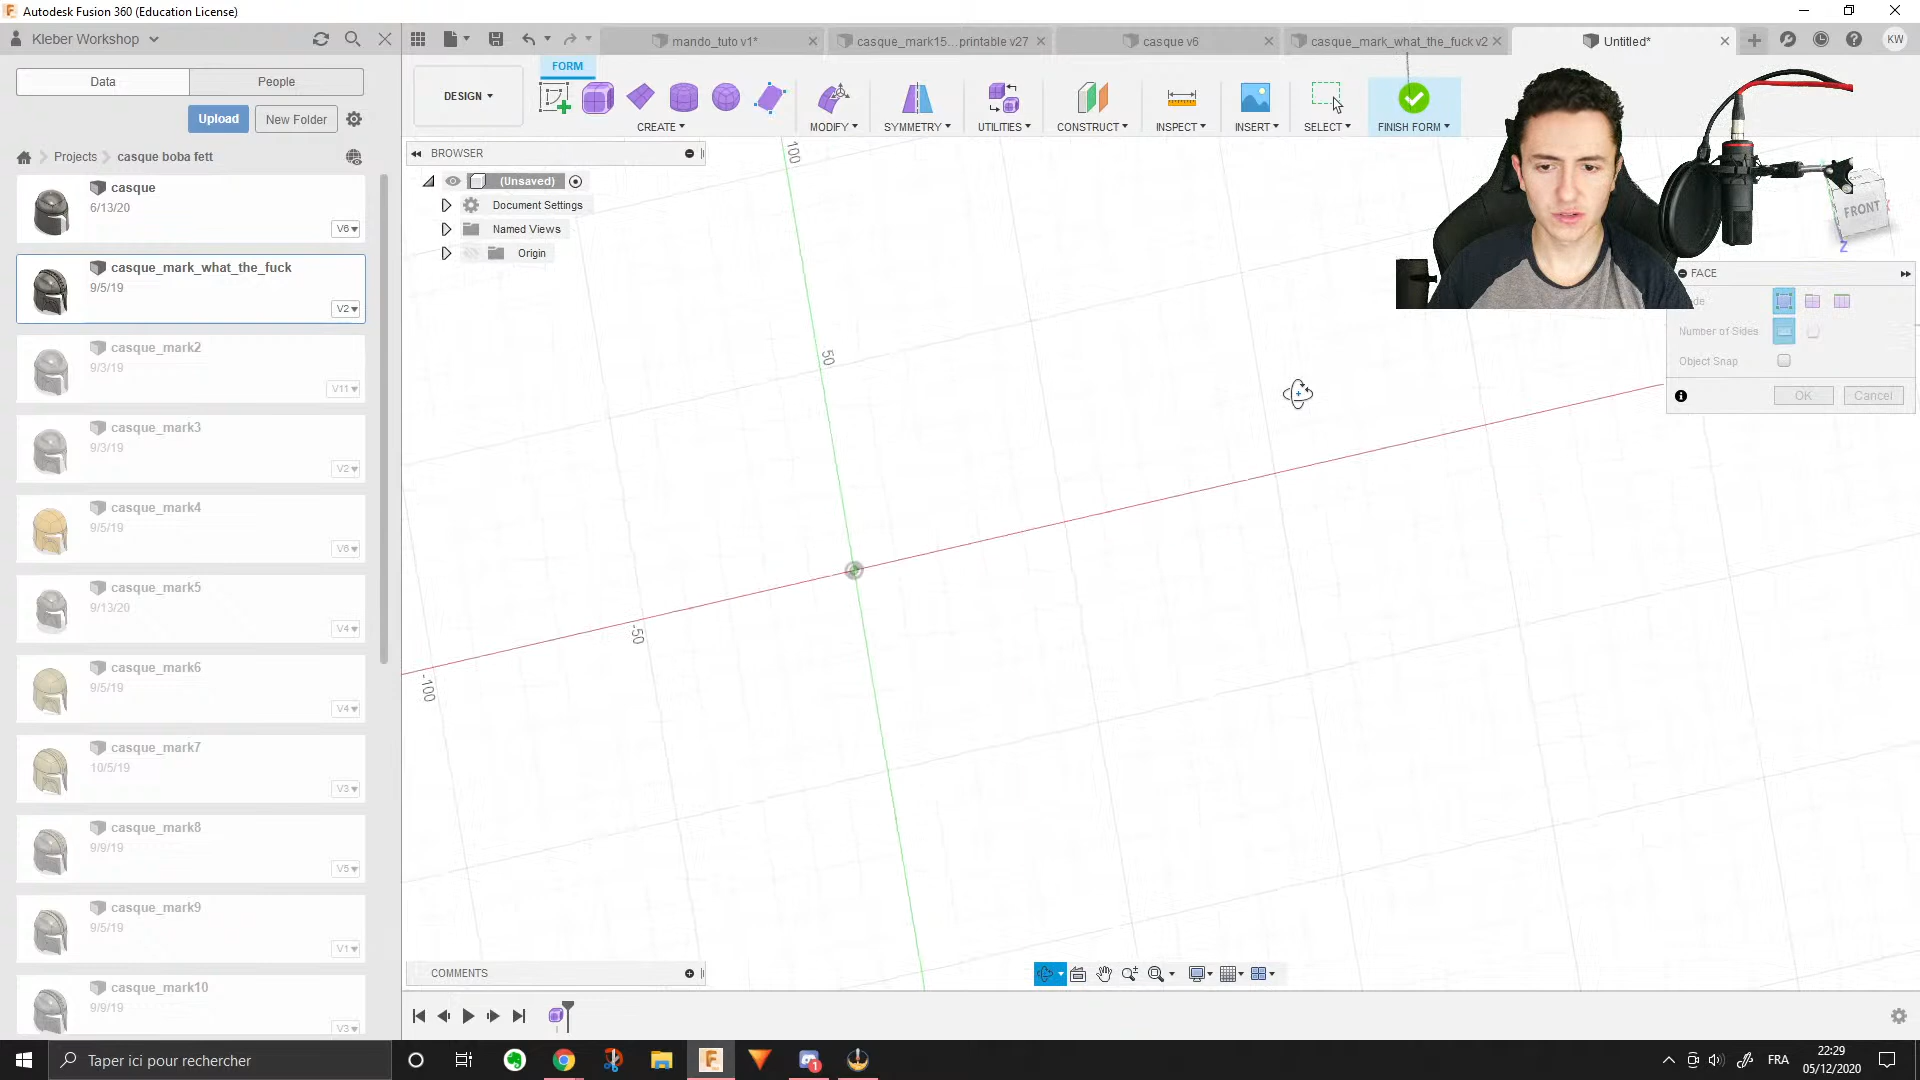 Autodesk Fusion 360 (Education License)
Kleber Workshop
mando_tuto v1*
casque_mark15...printable v27
casque v6
casque_mark_what_the_fuck v2
Untitled*
KW
Data
People
Upload
New Folder
Projects
casque boba fett
casque
6/13/20
V6
casque_mark_what_the_fuck
9/5/19
V2
casque_mark2
9/3/19
V11
casque_mark3
9/3/19
V2
casque_mark4
9/5/19
V6
casque_mark5
9/13/20
V4
casque_mark6
9/5/19
V4
casque_mark7
10/5/19
V3
casque_mark8
9/9/19
V5
casque_mark9
9/5/19
V1
casque_mark10
9/9/19
V3
FORM
DESIGN
CREATE
MODIFY
SYMMETRY
UTILITIES
CONSTRUCT
INSPECT
INSERT
SELECT
FINISH FORM
BROWSER
(Unsaved)
Document Settings
Named Views
Origin
100
50
-50
-100
FRONT
Z
FACE
Number of Sides
Object Snap
OK
Cancel
COMMENTS
Taper ici pour rechercher
1
FRA
22:29
05/12/2020